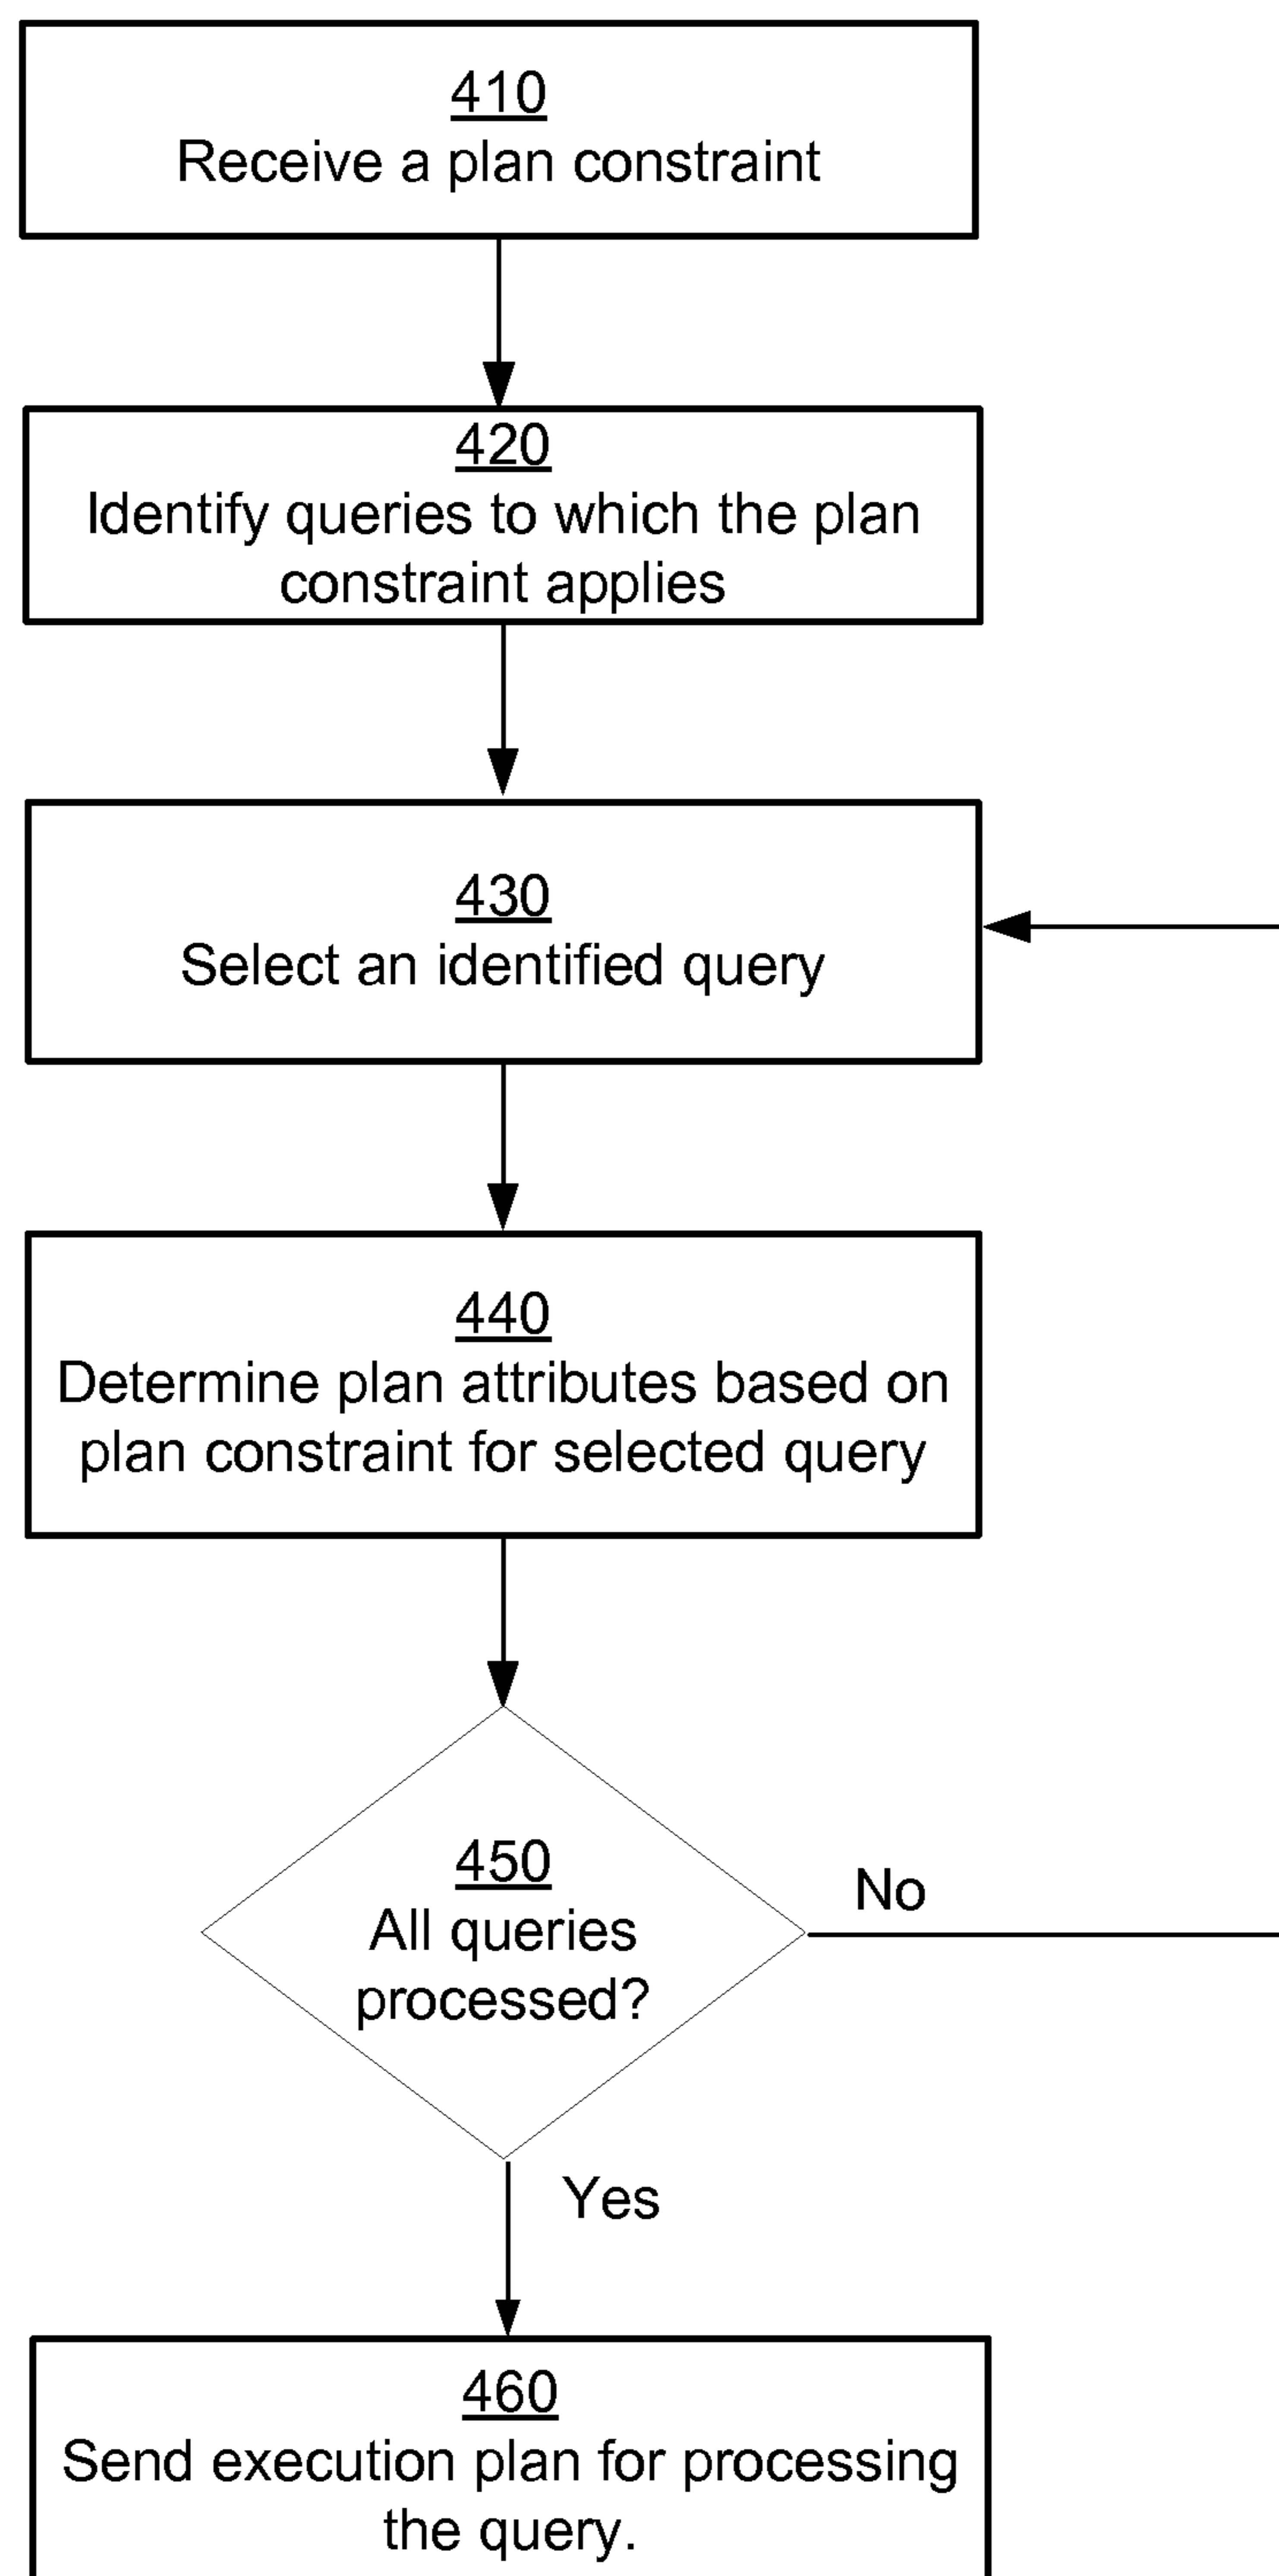 410
Receive a plan constraint
420
Identify queries to which the plan
constraint applies
430
Select an identified query
440
Determine plan attributes based on
plan constraint for selected query
450
All queries
processed?
No
Yes
460
Send execution plan for processing
the query.